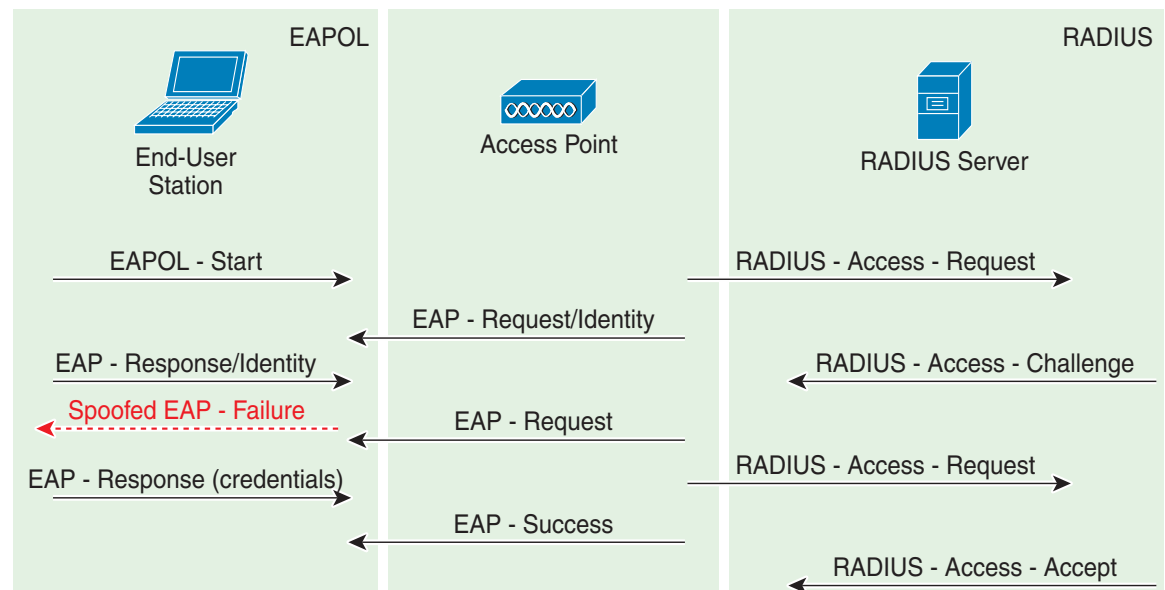 EAPOL
RADIUS
End-User
Station
Access Point
RADIUS Server
EAPOL - Start
RADIUS - Access - Request
EAP - Request/Identity
EAP - Response/Identity
RADIUS - Access - Challenge
Spoofed EAP - Failure
EAP - Request
RADIUS - Access - Request
EAP - Response (credentials)
EAP - Success
RADIUS - Access - Accept